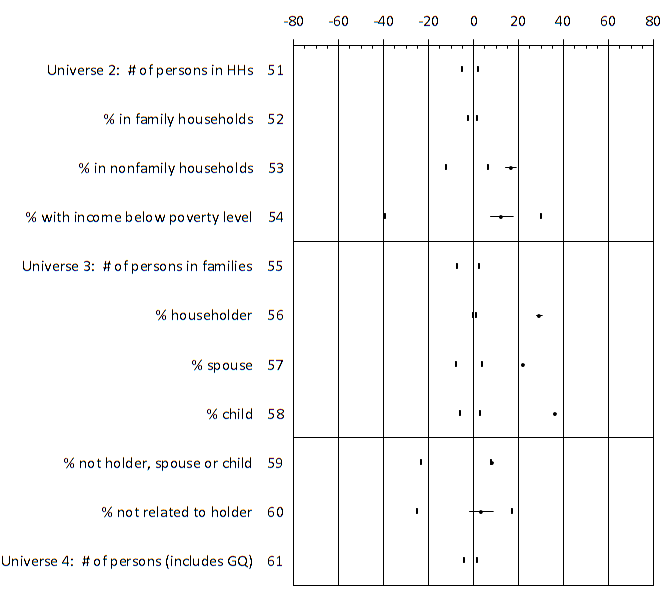 -80 -60 -40 -20 0 20 40 60 80
Universe 2: # of persons in HHs 51
% in family households 52
% in nonfamily households 53
% with income below poverty level 54
Universe 3: # of persons in families 55
% householder 56
% spouse 57
% child 58
% not holder, spouse or child 59
% not related to holder 60
Universe 4: # of persons (includes GQ) 61